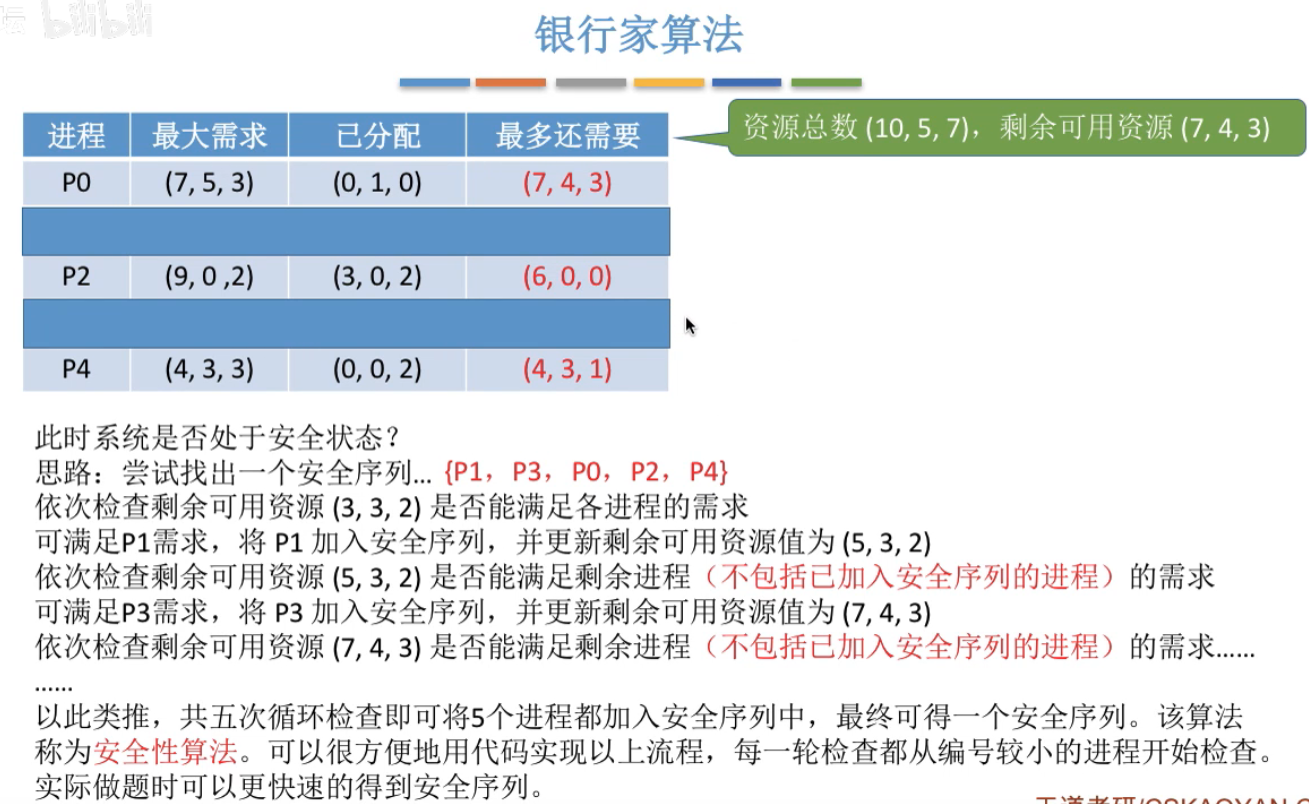 坛 bilibili
银行家算法
资源总数 (10, 5, 7)，剩余可用资源 (7, 4, 3)
进程 最大需求 已分配 最多还需要
P0 (7, 5, 3) (0, 1, 0) (7, 4, 3)
P2 (9, 0 ,2) (3, 0, 2) (6, 0, 0)
P4 (4, 3, 3) (0, 0, 2) (4, 3, 1)
此时系统是否处于安全状态？
思路：尝试找出一个安全序列... {P1，P3，P0，P2，P4}
依次检查剩余可用资源 (3, 3, 2) 是否能满足各进程的需求
可满足P1需求，将 P1 加入安全序列，并更新剩余可用资源值为 (5, 3, 2)
依次检查剩余可用资源 (5, 3, 2) 是否能满足剩余进程（不包括已加入安全序列的进程）的需求
可满足P3需求，将 P3 加入安全序列，并更新剩余可用资源值为 (7, 4, 3)
依次检查剩余可用资源 (7, 4, 3) 是否能满足剩余进程（不包括已加入安全序列的进程）的需求......
......
以此类推，共五次循环检查即可将5个进程都加入安全序列中，最终可得一个安全序列。该算法
称为安全性算法。可以很方便地用代码实现以上流程，每一轮检查都从编号较小的进程开始检查。
实际做题时可以更快速的得到安全序列。